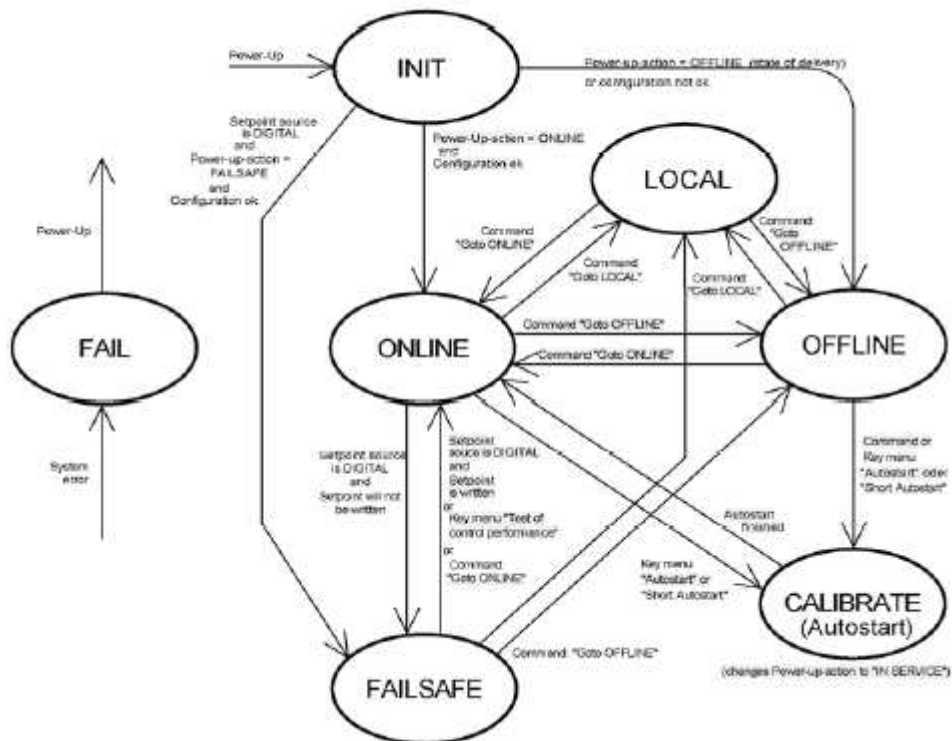 Power-Up
INIT
Power-up-action = OFFLINE (state of delivery)
or configuration not ok
Setpoint source
is DIGITAL
and
Power-up-action =
FAILSAFE
and
Configuration ok
Power-Up-action = ONLINE
and
Configuration ok
LOCAL
Power-Up
Command
"Goto ONLINE"
Command
"Goto LOCAL"
Command
"Goto
OFFLINE"
Command
"Goto LOCAL"
FAIL
ONLINE
Command "Goto OFFLINE"
Command "Goto ONLINE"
OFFLINE
System
error
Setpoint source
is DIGITAL
and
Setpoint will not
be written
Setpoint
souce is DIGITAL
and
Setpoint
is written
or
Key menu "Test of
control performance"
or
Command
"Goto ONLINE"
Command or
Key menu
"Autostart" oder
"Short Autostart"
Autostart
finished
Key menu
"Autostart" or
"Short Autostart"
CALIBRATE
(Autostart)
(changes Power-up-action to "IN SERVICE")
Command: "Goto OFFLINE"
FAILSAFE